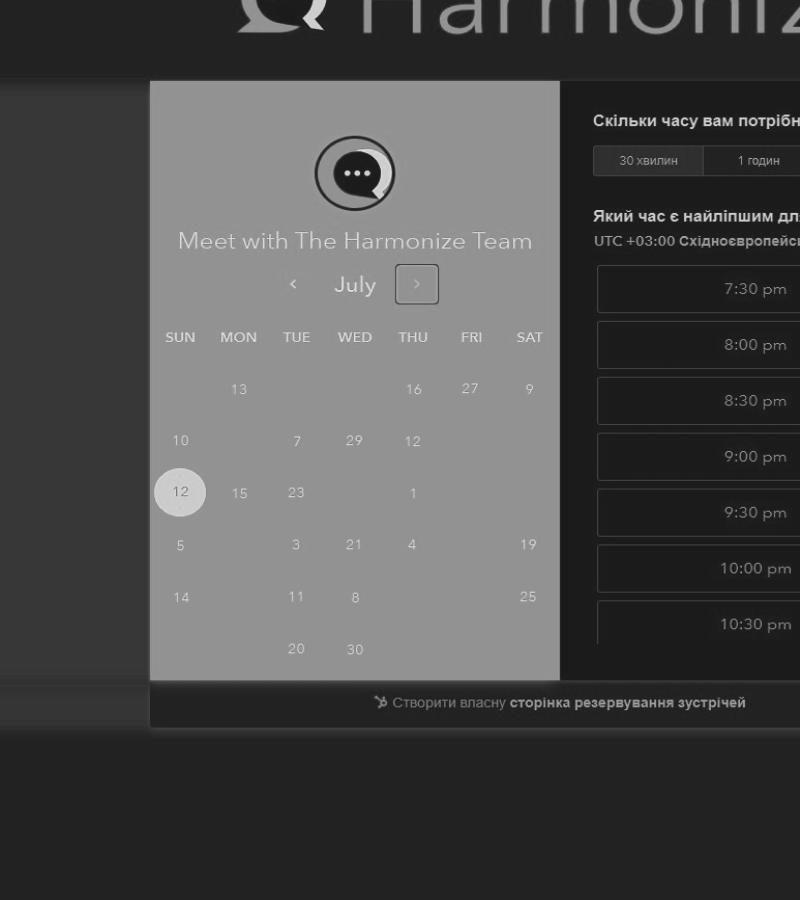 Harmoniz
Meet with The Harmonize Team
July
SUN MON TUE WED THU FRI SAT
13 16 27 9
10 7 29 12
12 15 23 1
5 3 21 4 19
14 11 8 25
20 30
Скільки часу вам потрібн
30 хвилин 1 годин
Який час є найліпшим дл
UTC +03:00 Східноєвропейсь
7:30 pm
8:00 pm
8:30 pm
9:00 pm
9:30 pm
10:00 pm
10:30 pm
Створити власну сторінка резервування зустрічей